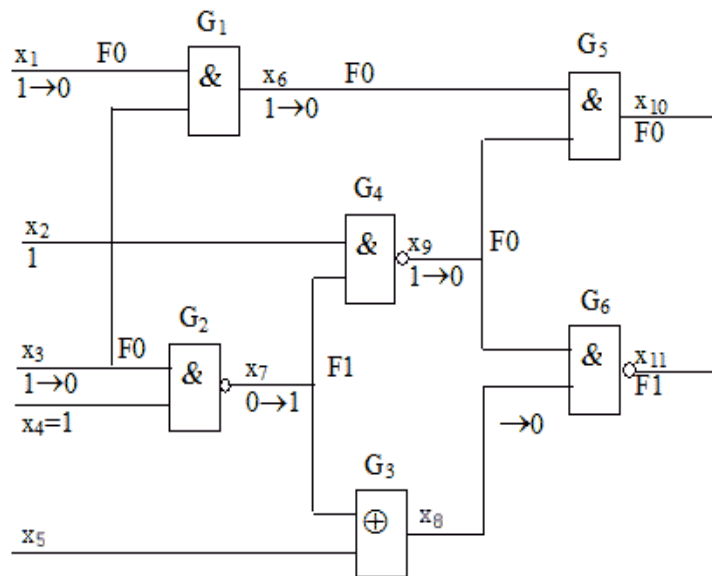 G1
G5
x1 F0
&
x6 F0
&
x10
1→0
1→0
F0
G4
x2
&
x9
F0
1
1→0
G2
G6
x3 F0
&
x7
F1
&
x11
1→0
0→1
F1
x4=1
→0
G3
⊕
x8
x5